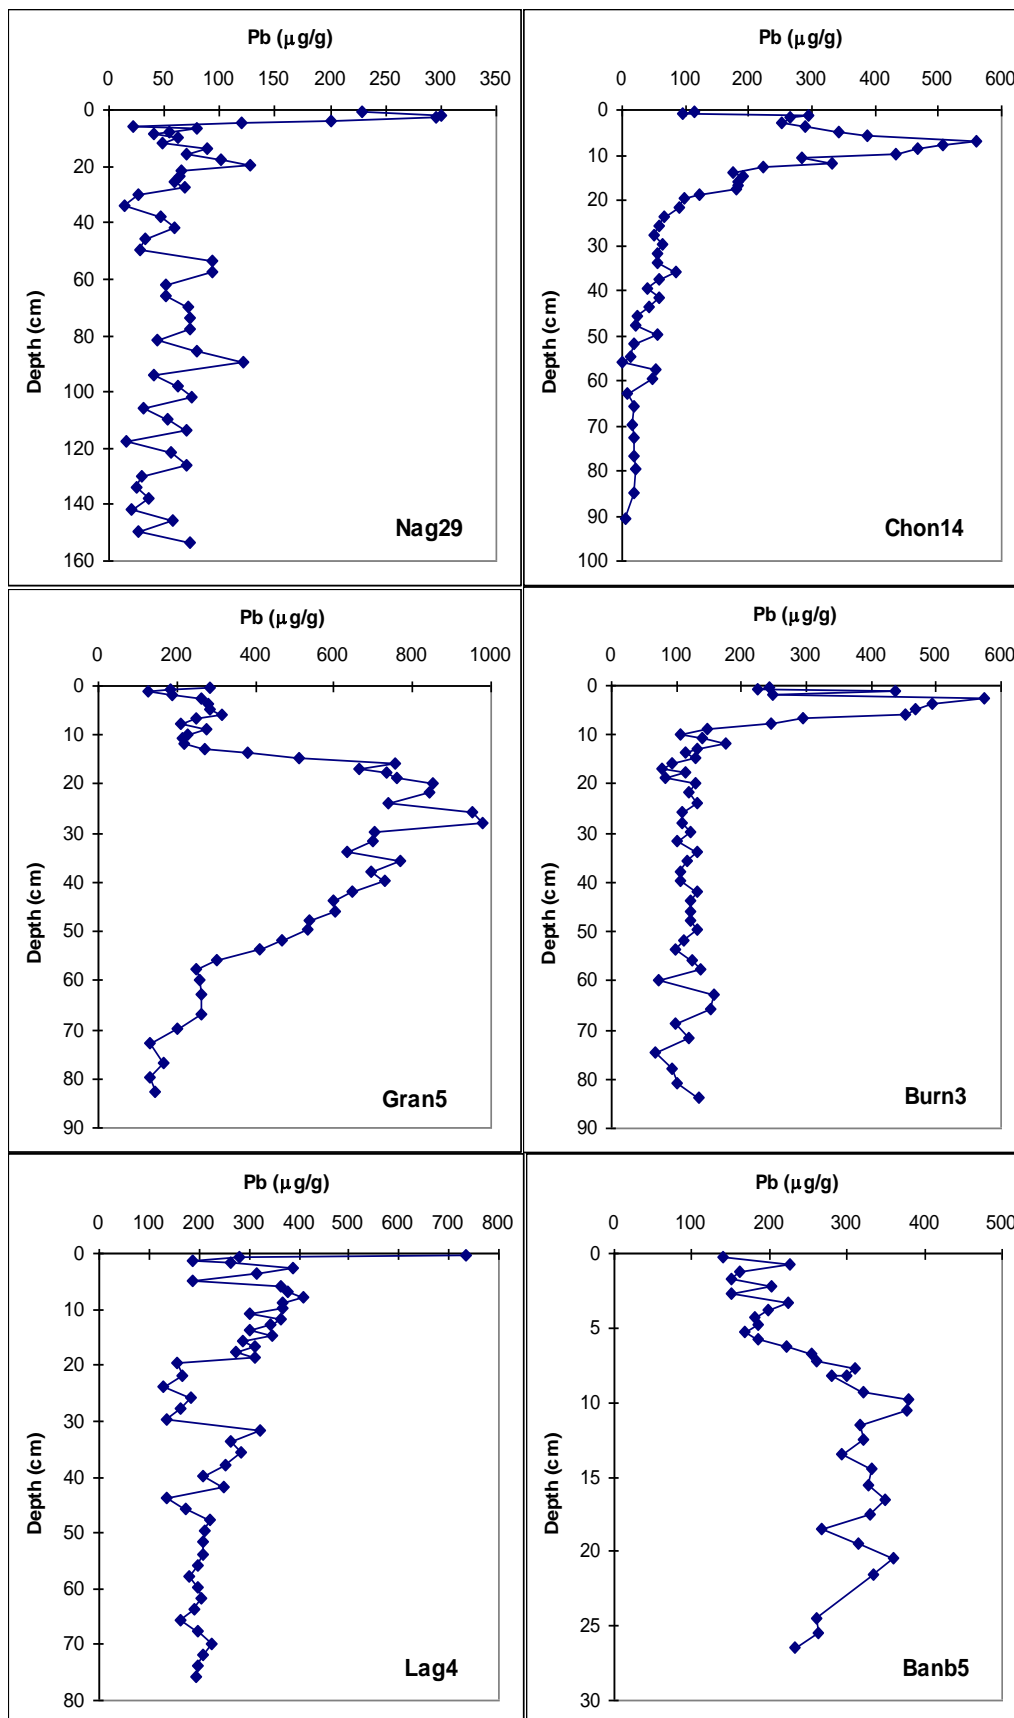 Pb (μg/g)
0 50 100 150 200 250 300 350
0
20
40
60
80
100
120
140
160
Depth (cm)
Nag29
Pb (μg/g)
0 100 200 300 400 500 600
0
10
20
30
40
50
60
70
80
90
100
Depth (cm)
Chon14
Pb (μg/g)
0 200 400 600 800 1000
0
10
20
30
40
50
60
70
80
90
Depth (cm)
Gran5
Pb (μg/g)
0 100 200 300 400 500 600
0
10
20
30
40
50
60
70
80
90
Depth (cm)
Burn3
Pb (μg/g)
0 100 200 300 400 500 600 700 800
0
10
20
30
40
50
60
70
80
Depth (cm)
Lag4
Pb (μg/g)
0 100 200 300 400 500
0
5
10
15
20
25
30
Depth (cm)
Banb5